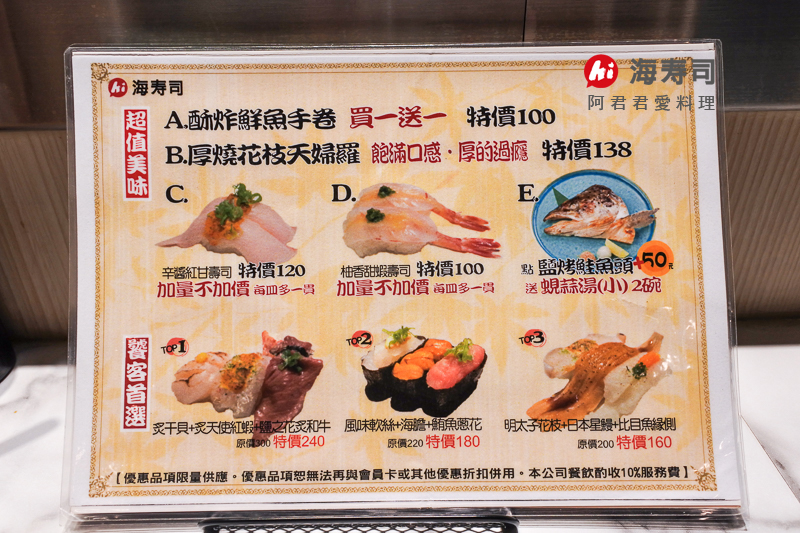 hi 海寿司
阿君君愛料理
hi 海寿司
超值美味
A.酥炸鮮魚手卷 買一送一 特價100
B.厚燒花枝天婦羅 飽滿口感，厚的過癮 特價138
C.
辛醬紅甘壽司 特價120
加量不加價 每四多一貫
D.
柚香甜蝦壽司 特價100
加量不加價 每四多一貫
E.
點 鹽烤鮭魚頭+50元
送 蜆蒜湯(小) 2碗
饕客首選
TOP1
炙干貝+炙天使紅蝦+鹽之花炙和牛
原價300 特價240
TOP2
風味軟絲+海膽+鮪魚蔥花
原價220 特價180
TOP3
明太子花枝+日本星鰻+比目魚緣側
原價200 特價160
【優惠品項限量供應。優惠品項恕無法再與會員卡或其他優惠折扣併用。本公司餐飲酌收10%服務費】